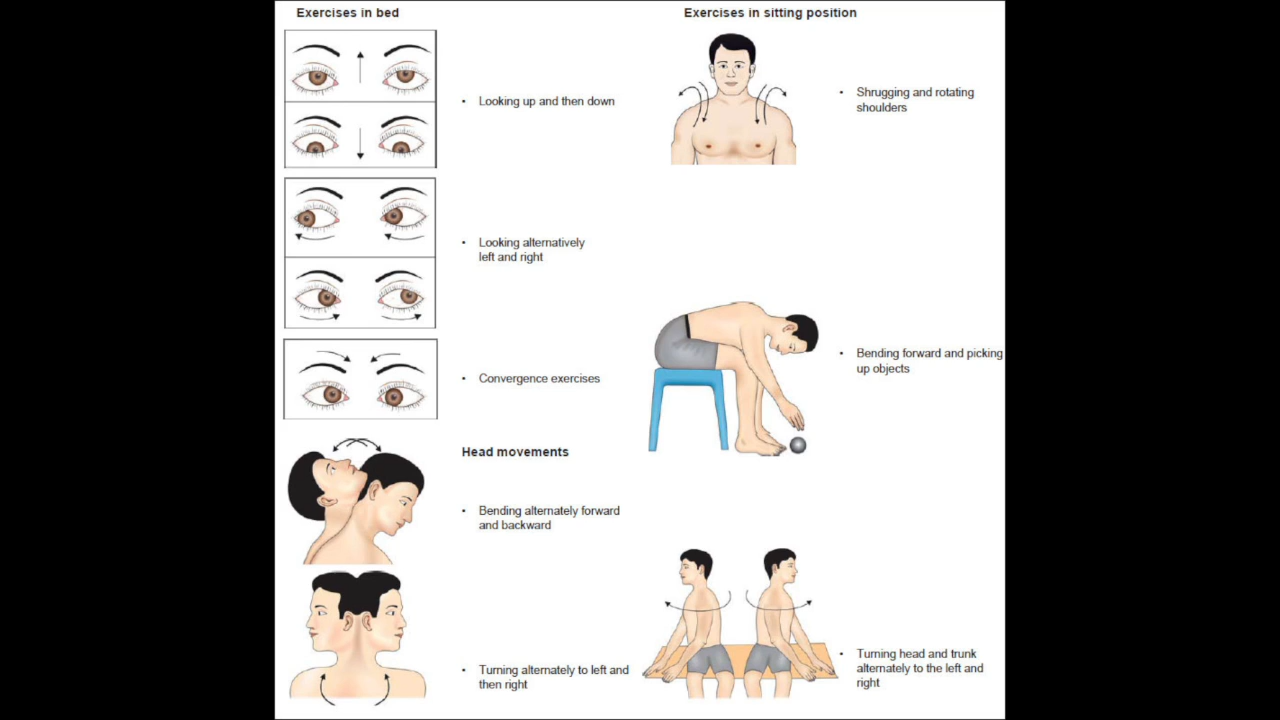 Exercises in bed
• Looking up and then down
• Looking alternatively
left and right
• Convergence exercises
Head movements
• Bending alternately forward
and backward
• Turning alternately to left and
then right
Exercises in sitting position
• Shrugging and rotating
shoulders
• Bending forward and picking
up objects
• Turning head and trunk
alternately to the left and
right